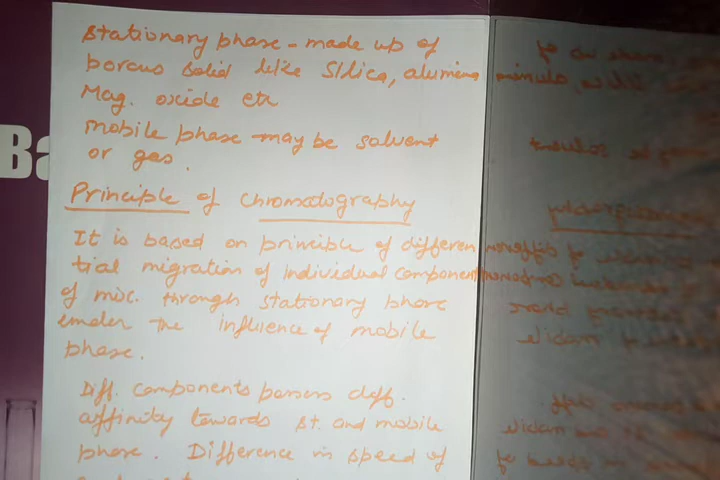 Ba
Stationary phase - made up of
porous solid like Silica, alumina
Mag. oxide etc
mobile phase may be solvent
or gas.
Principle of Chromatography
It is based on principle of differen
tial migration of individual component
of mix. through stationary phase
under the influence of mobile
phase.
Diff. components possess diff.
affinity towards st. and mobile
phase. Difference in speed of